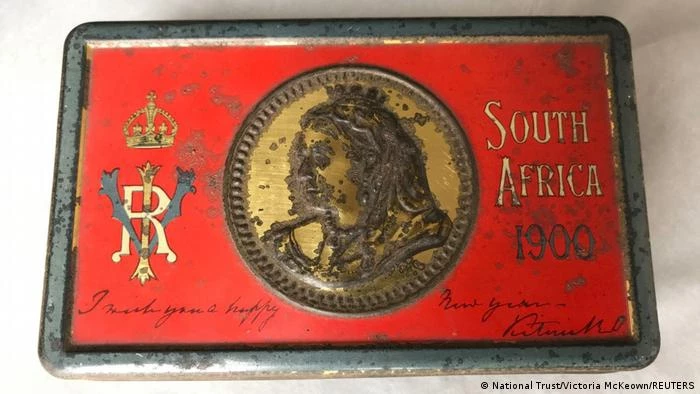 SOUTH
AFRICA
1900
VRI
I wish you a happy New Year
Victoria RI
© National Trust/Victoria McKeown/REUTERS